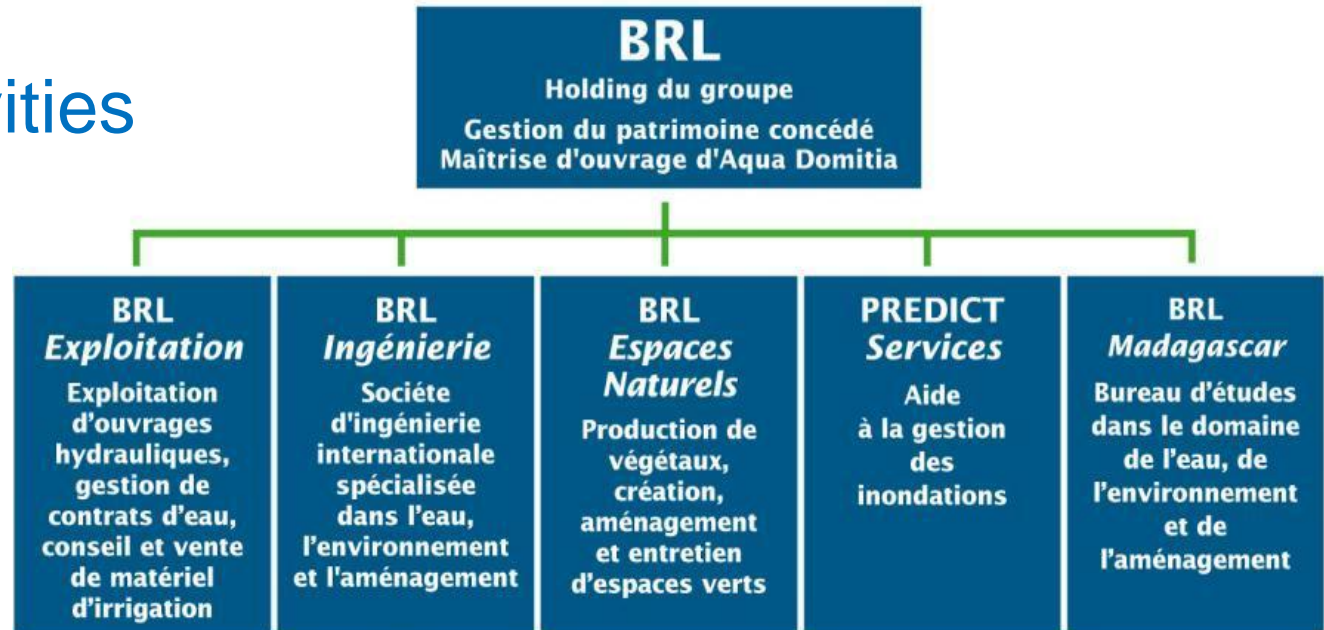 vities
BRL
Holding du groupe
Gestion du patrimoine concédé
Maîtrise d'ouvrage d'Aqua Domitia
BRL
Exploitation
Exploitation
d'ouvrages
hydrauliques,
gestion de
contrats d'eau,
conseil et vente
de matériel
d'irrigation
BRL
Ingénierie
Sociéte
d'ingénierie
internationale
spécialisée
dans l'eau,
l'environnement
et l'aménagement
BRL
Espaces
Naturels
Production de
végétaux,
création,
aménagement
et entretien
d'espaces verts
PREDICT
Services
Aide
à la gestion
des
inondations
BRL
Madagascar
Bureau d'études
dans le domaine
de l'eau, de
l'environnement
et de
l'aménagement